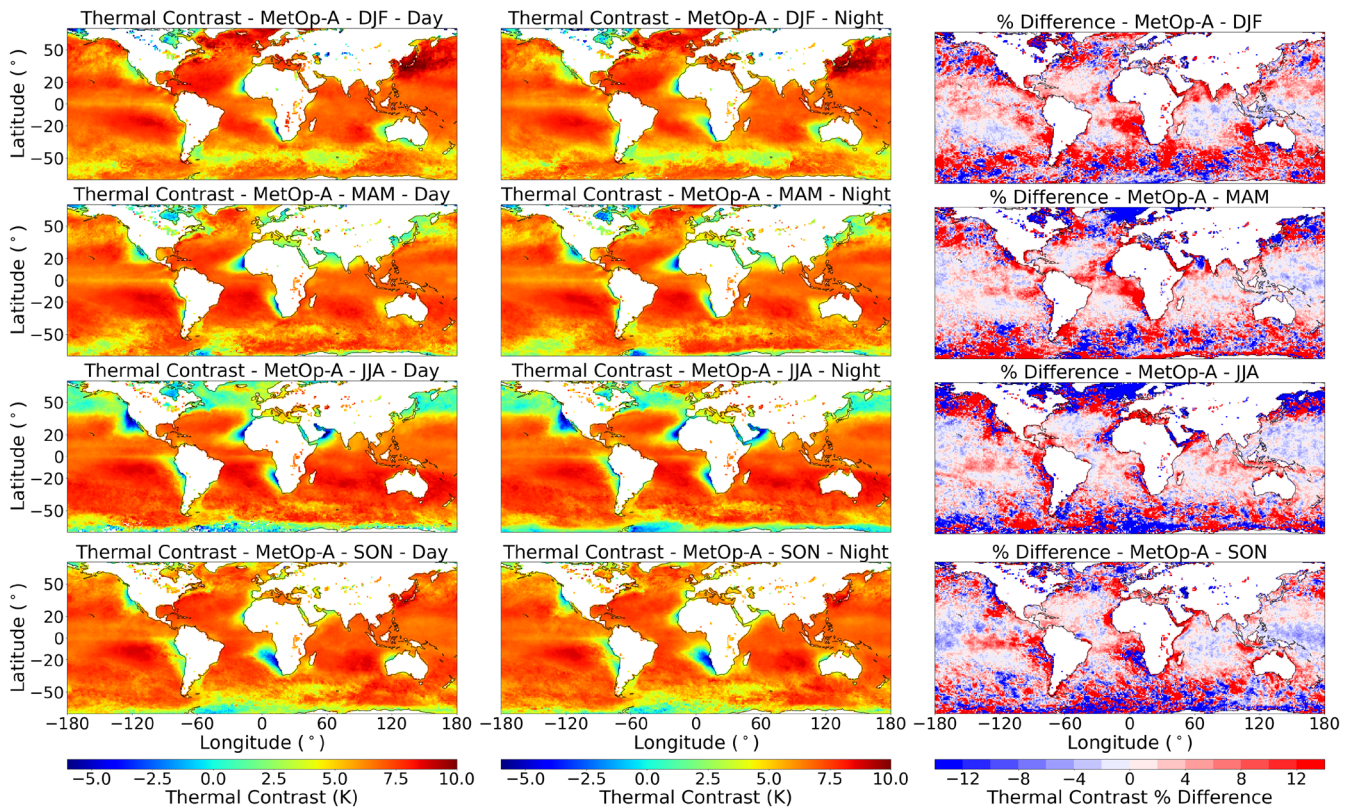 Thermal Contrast - MetOp-A - DJF - Day
Thermal Contrast - MetOp-A - DJF - Night
% Difference - MetOp-A - DJF
Latitude (°)
50
20
0
−20
−50
Thermal Contrast - MetOp-A - MAM - Day
Thermal Contrast - MetOp-A - MAM - Night
% Difference - MetOp-A - MAM
Latitude (°)
50
20
0
−20
−50
Thermal Contrast - MetOp-A - JJA - Day
Thermal Contrast - MetOp-A - JJA - Night
% Difference - MetOp-A - JJA
Latitude (°)
50
20
0
−20
−50
Thermal Contrast - MetOp-A - SON - Day
Thermal Contrast - MetOp-A - SON - Night
% Difference - MetOp-A - SON
Latitude (°)
50
20
0
−20
−50
−180 −60 0 60 180
−180 −60 0 60 180
−180 −60 0 60 180
Longitude (°)
Longitude (°)
Longitude (°)
−5.0 −2.5 0.0 2.5 5.0 7.5 10.0
−5.0 −2.5 0.0 2.5 5.0 7.5 10.0
−12 −8 −4 0 4 8 12
Thermal Contrast (K)
Thermal Contrast (K)
Thermal Contrast % Difference